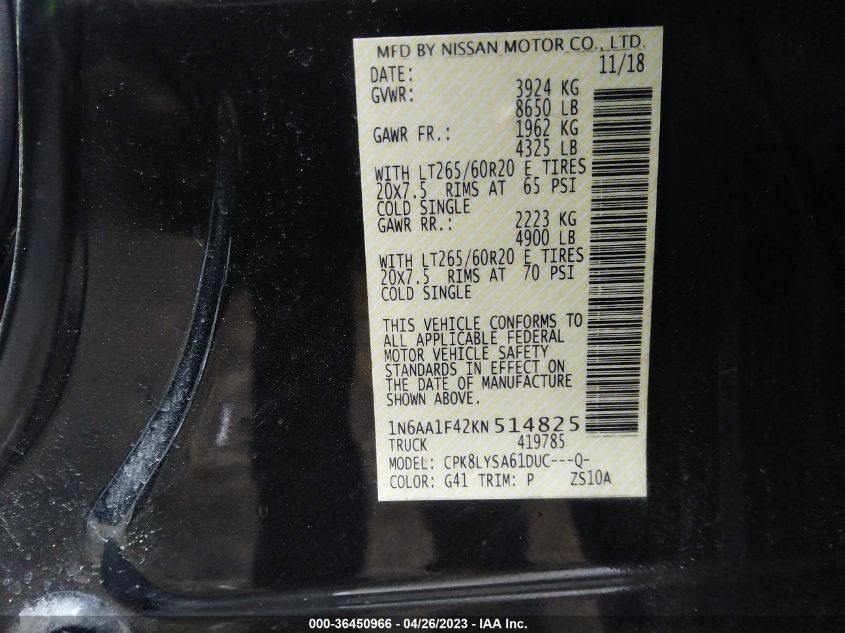 MFD BY NISSAN MOTOR CO., LTD.
DATE: 11/18
GVWR: 3924 KG
8650 LB
GAWR FR.: 1962 KG
4325 LB
WITH LT265/60R20 E TIRES
20X7.5 RIMS AT 65 PSI
COLD SINGLE
GAWR RR.: 2223 KG
4900 LB
WITH LT265/60R20 E TIRES
20X7.5 RIMS AT 70 PSI
COLD SINGLE
THIS VEHICLE CONFORMS TO
ALL APPLICABLE FEDERAL
MOTOR VEHICLE SAFETY
STANDARDS IN EFFECT ON
THE DATE OF MANUFACTURE
SHOWN ABOVE.
1N6AA1F42KN514825
TRUCK 419785
MODEL: CPK8LYSA61DUC---Q-
COLOR: G41 TRIM: P ZS10A
000-36450966 - 04/26/2023 - IAA Inc.